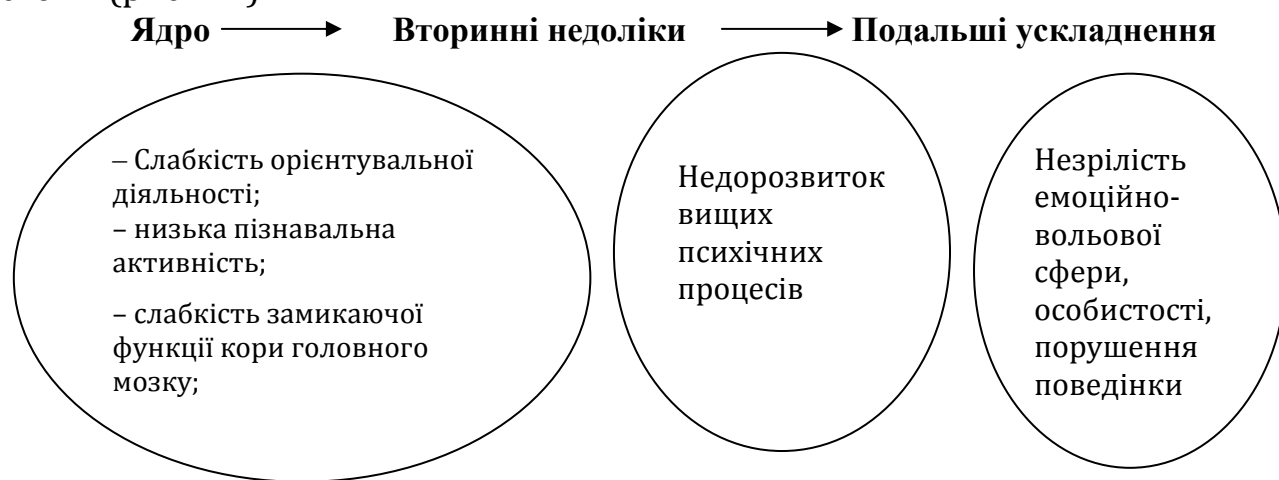 Ядро Вторинні недоліки Подальші ускладнення
– Слабкість орієнтувальної
діяльності;
– низька пізнавальна
активність;
– слабкість замикаючої
функції кори головного
мозку;
Недорозвиток
вищих
психічних
процесів
Незрілість
емоційно-
вольової
сфери,
особистості,
порушення
поведінки